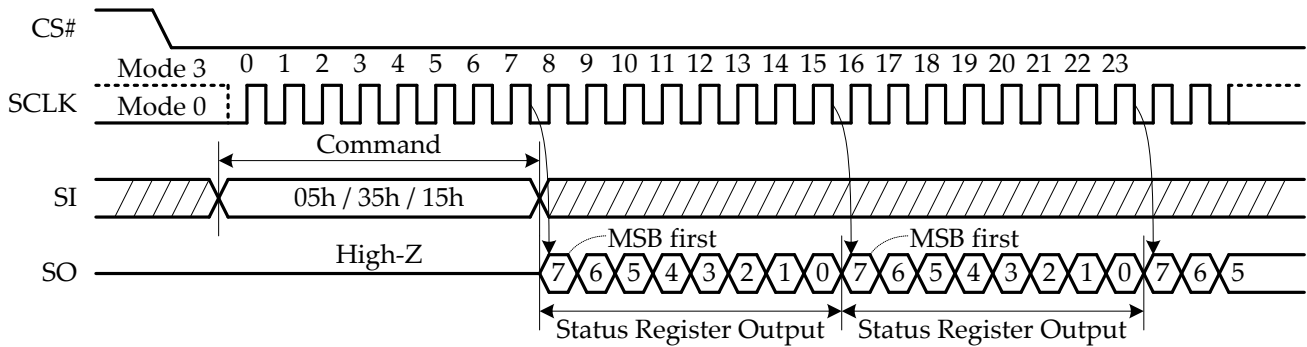 CS#
Mode 3 0 1 2 3 4 5 6 7 8 9 10 11 12 13 14 15 16 17 18 19 20 21 22 23
SCLK Mode 0
Command
SI 05h / 35h / 15h
High-Z MSB first MSB first
SO 7 6 5 4 3 2 1 0 7 6 5 4 3 2 1 0 7 6 5
Status Register Output Status Register Output